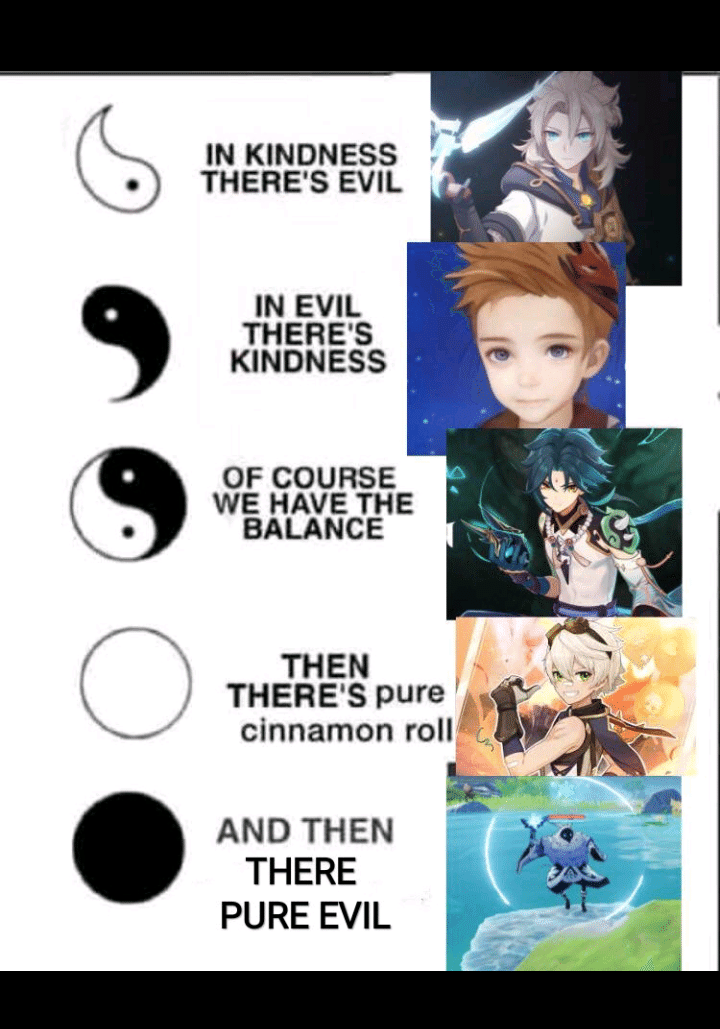 IN KINDNESS
THERE'S EVIL
IN EVIL
THERE'S
KINDNESS
OF COURSE
WE HAVE THE
BALANCE
THEN
THERE'S pure
cinnamon roll
AND THEN
THERE
PURE EVIL